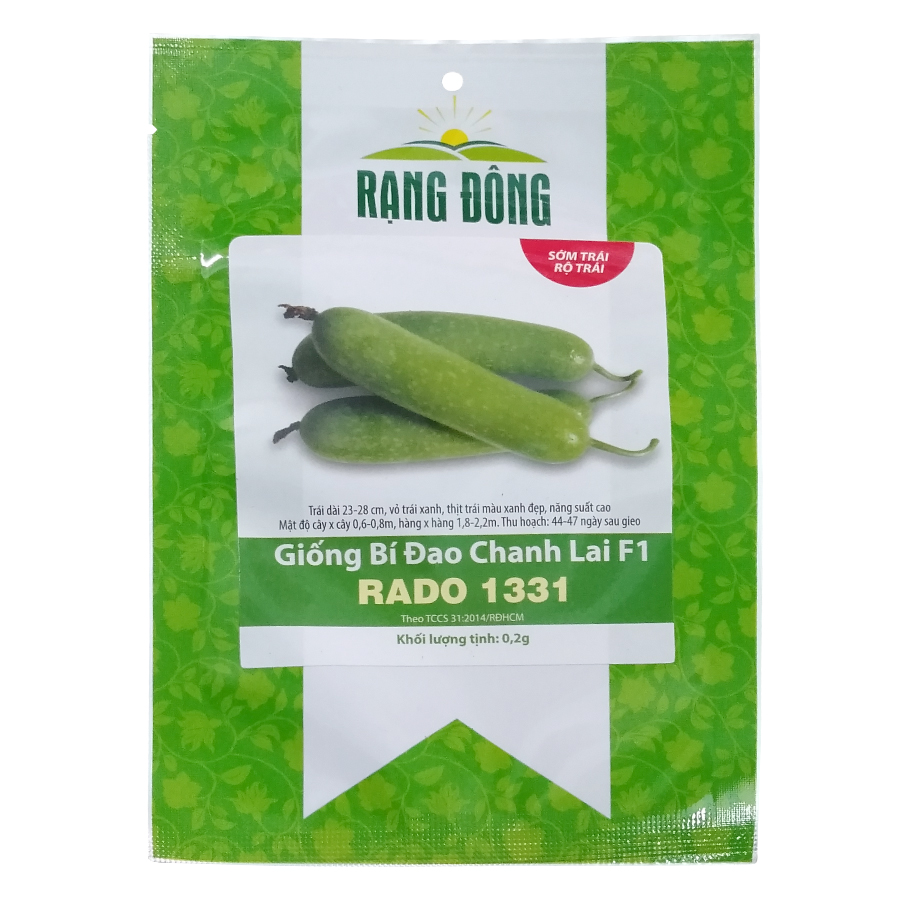 RẠNG ĐÔNG
SỚM TRÁI
RỘ TRÁI
Trái dài 23-28 cm, vỏ trái xanh, thịt trái màu xanh đẹp, năng suất cao
Mật độ cây x cây 0,6-0,8m, hàng x hàng 1,8-2,2m. Thu hoạch: 44-47 ngày sau gieo
Giống Bí Đao Chanh Lai F1
RADO 1331
Theo TCCS 31:2014/RĐHCM
Khối lượng tịnh: 0,2g